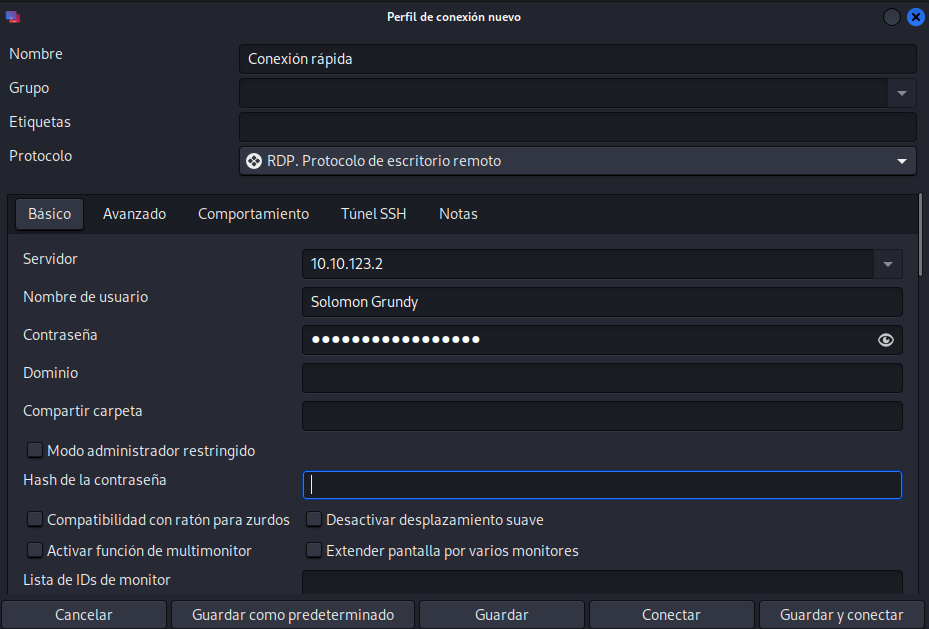 Perfil de conexión nuevo
Nombre
Conexión rápida
Grupo
Etiquetas
Protocolo
RDP. Protocolo de escritorio remoto
Básico Avanzado Comportamiento Túnel SSH Notas
Servidor
10.10.123.2
Nombre de usuario
Solomon Grundy
Contraseña
●●●●●●●●●●●●●●●●●
Dominio
Compartir carpeta
Modo administrador restringido
Hash de la contraseña
Compatibilidad con ratón para zurdos Desactivar desplazamiento suave
Activar función de multimonitor Extender pantalla por varios monitores
Lista de IDs de monitor
Cancelar Guardar como predeterminado Guardar Conectar Guardar y conectar